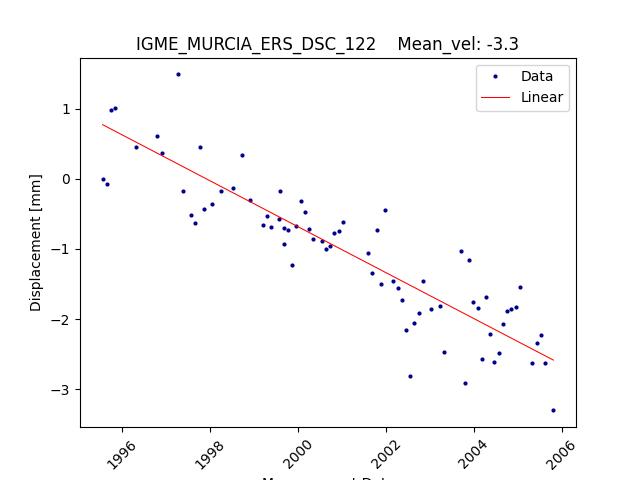 IGME_MURCIA_ERS_DSC_122    Mean_vel: -3.3
Data
Linear
Displacement [mm]
1
0
−1
−2
−3
1996
1998
2000
2002
2004
2006